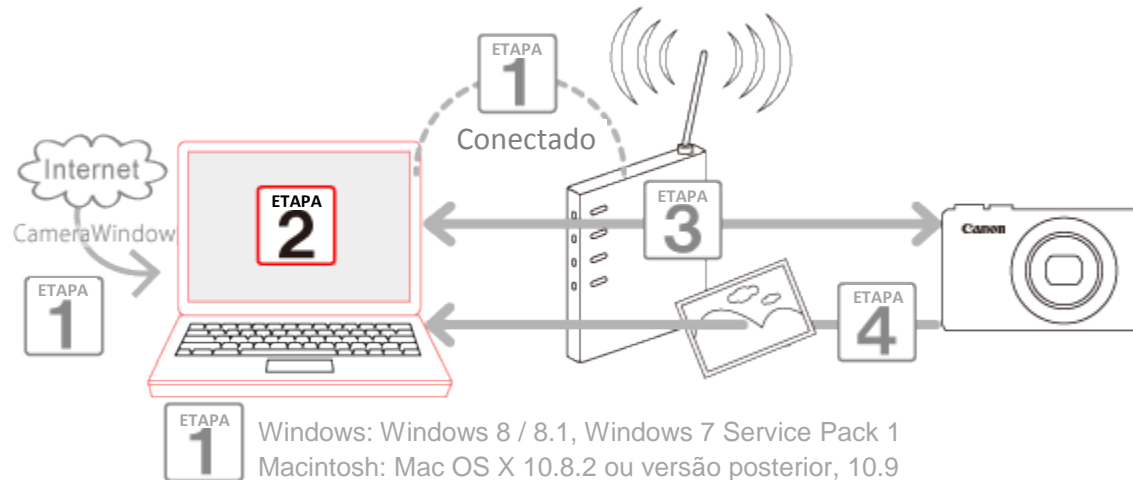 ETAPA
1
Conectado
Internet
CameraWindow
ETAPA
1
ETAPA
2
ETAPA
3
Canon
ETAPA
4
ETAPA
1
Windows: Windows 8 / 8.1, Windows 7 Service Pack 1
Macintosh: Mac OS X 10.8.2 ou versão posterior, 10.9